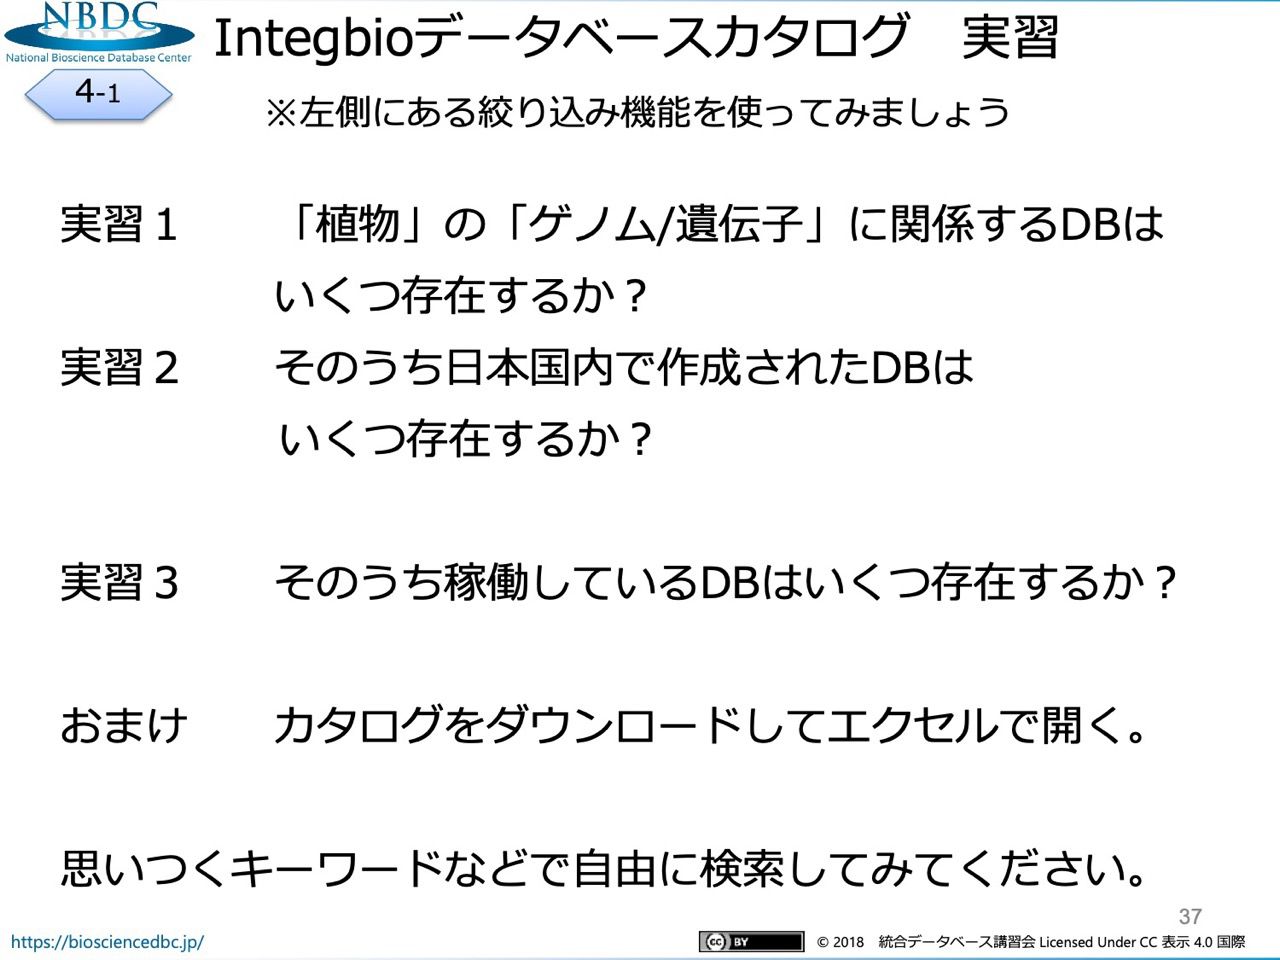 NBDC
National Bioscience Database Center
4-1
Integbioデータベースカタログ　実習
※左側にある絞り込み機能を使ってみましょう
実習１　「植物」の「ゲノム/遺伝子」に関係するDBは
いくつ存在するか？
実習２　そのうち日本国内で作成されたDBは
いくつ存在するか？
実習３　そのうち稼働しているDBはいくつ存在するか？
おまけ　カタログをダウンロードしてエクセルで開く。
思いつくキーワードなどで自由に検索してみてください。
37
https://biosciencedbc.jp/
cc BY © 2018　統合データベース講習会 Licensed Under CC 表示 4.0 国際